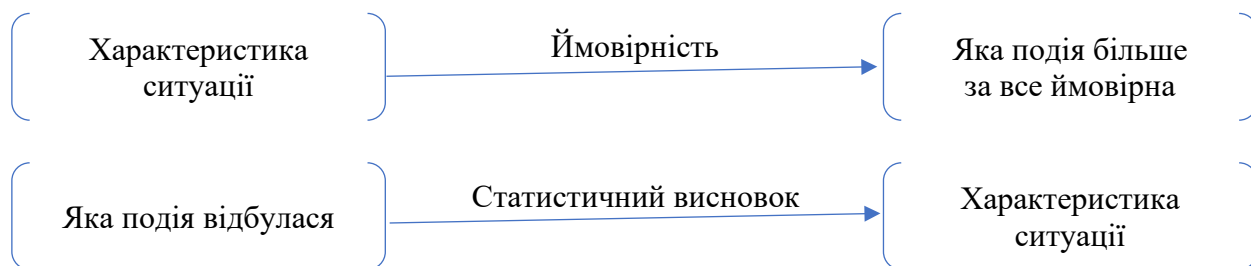 Характеристика
ситуації
Ймовірність
Яка подія більше
за все ймовірна
Яка подія відбулася
Статистичний висновок
Характеристика
ситуації